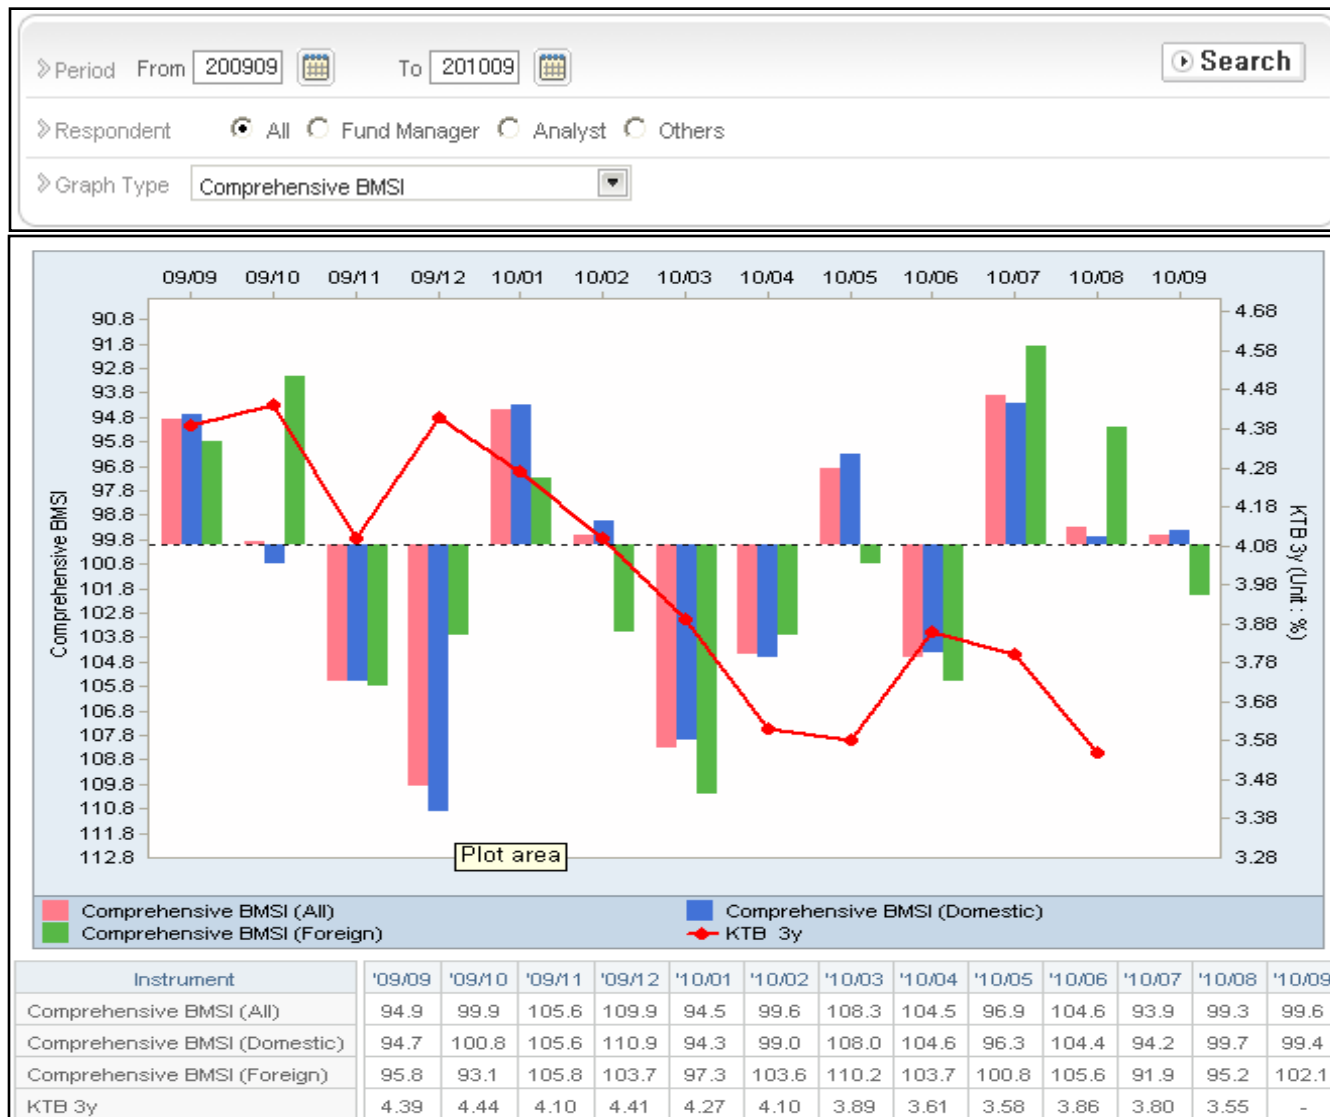 Period From 200909 To 201009 Search
Respondent All Fund Manager Analyst Others
Graph Type Comprehensive BMSI
09/09 09/10 09/11 09/12 10/01 10/02 10/03 10/04 10/05 10/06 10/07 10/08 10/09
Comprehensive BMSI
90.8
91.8
92.8
93.8
94.8
95.8
96.8
97.8
98.8
99.8
100.8
101.8
102.8
103.8
104.8
105.8
106.8
107.8
108.8
109.8
110.8
111.8
112.8
4.68
4.58
4.48
4.38
4.28
4.18
4.08
3.98
3.88
3.78
3.68
3.58
3.48
3.38
3.28
KTB 3y (Unit : %)
Plot area
Comprehensive BMSI (All) Comprehensive BMSI (Domestic)
Comprehensive BMSI (Foreign) KTB 3y
Instrument '09/09 '09/10 '09/11 '09/12 '10/01 '10/02 '10/03 '10/04 '10/05 '10/06 '10/07 '10/08 '10/09
Comprehensive BMSI (All) 94.9 99.9 105.6 109.9 94.5 99.6 108.3 104.5 96.9 104.6 93.9 99.3 99.6
Comprehensive BMSI (Domestic) 94.7 100.8 105.6 110.9 94.3 99.0 108.0 104.6 96.3 104.4 94.2 99.7 99.4
Comprehensive BMSI (Foreign) 95.8 93.1 105.8 103.7 97.3 103.6 110.2 103.7 100.8 105.6 91.9 95.2 102.1
KTB 3y 4.39 4.44 4.10 4.41 4.27 4.10 3.89 3.61 3.58 3.86 3.80 3.55 -